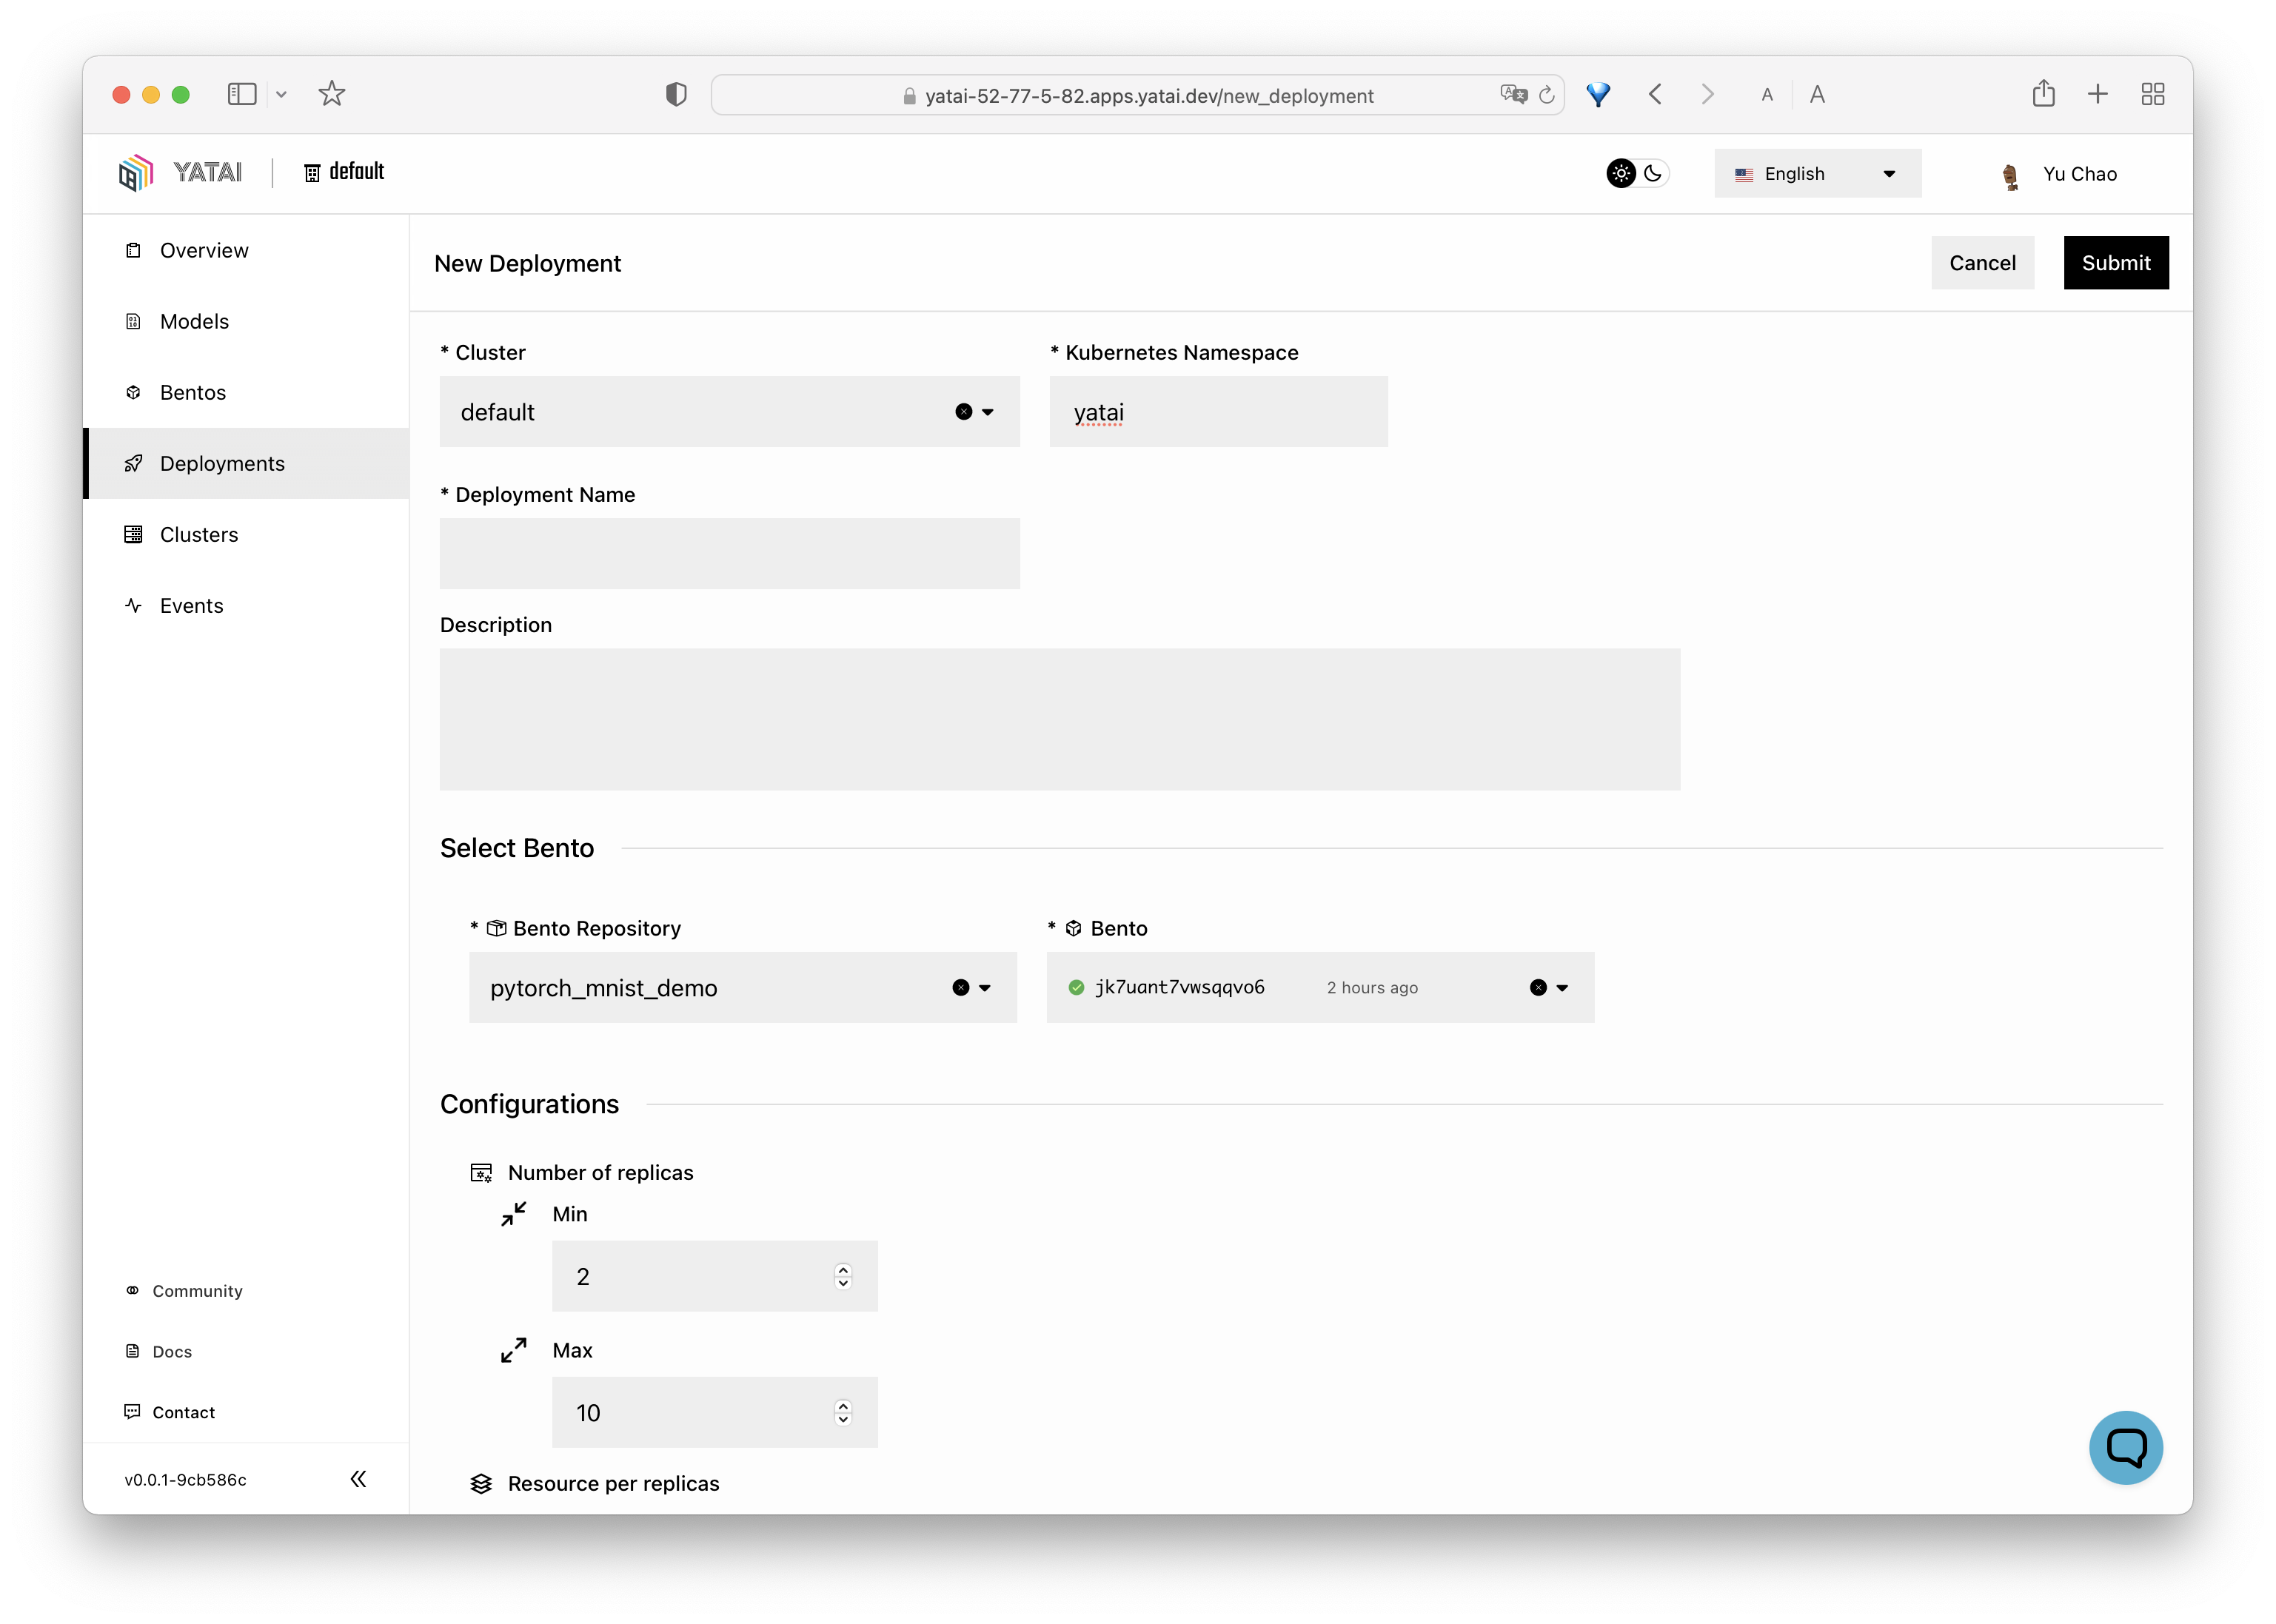 yatai-52-77-5-82.apps.yatai.dev/new_deployment
A A
YATAI default
English
Yu Chao
Overview
Models
Bentos
Deployments
Clusters
Events
Community
Docs
Contact
v0.0.1-9cb586c
New Deployment
Cancel
Submit
* Cluster
* Kubernetes Namespace
default
yatai
* Deployment Name
Description
Select Bento
* Bento Repository
* Bento
pytorch_mnist_demo
jk7uant7vwsqqvo6 2 hours ago
Configurations
Number of replicas
Min
2
Max
10
Resource per replicas